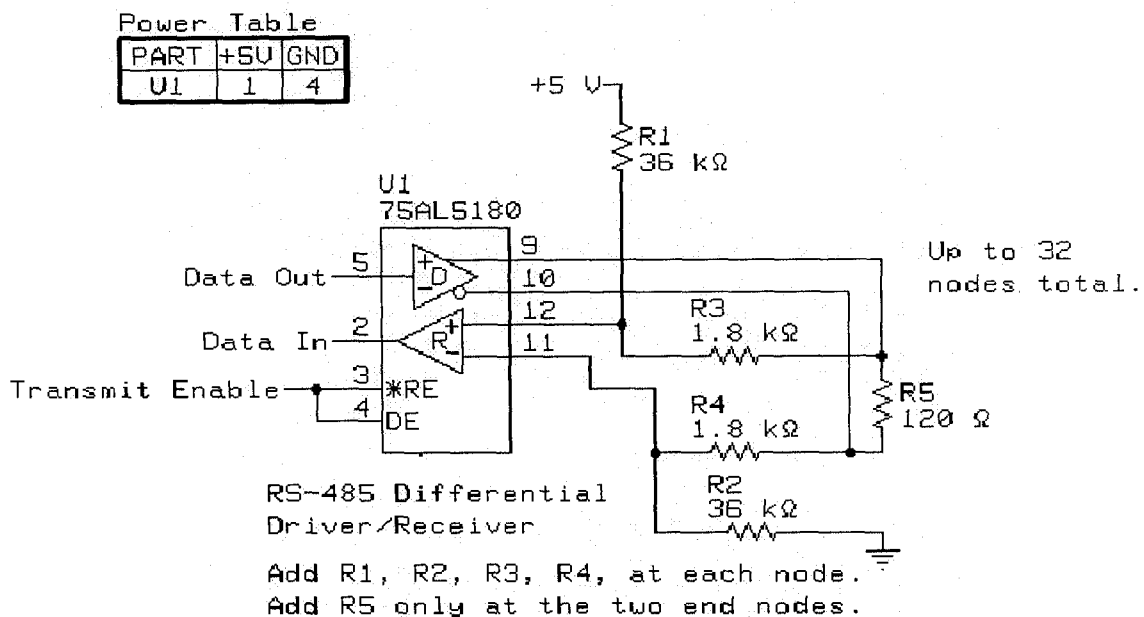 Power Table
PART +5V GND
U1 1 4
+5 V
R1
36 kΩ
U1
75ALS180
Data Out 5
9
10
Data In 2
12
11
Transmit Enable 3
4
+
D
-
+
R
-
*RE
DE
Up to 32
nodes total.
R3
1.8 kΩ
R5
120 Ω
R4
1.8 kΩ
R2
36 kΩ
RS-485 Differential
Driver/Receiver
Add R1, R2, R3, R4, at each node.
Add R5 only at the two end nodes.